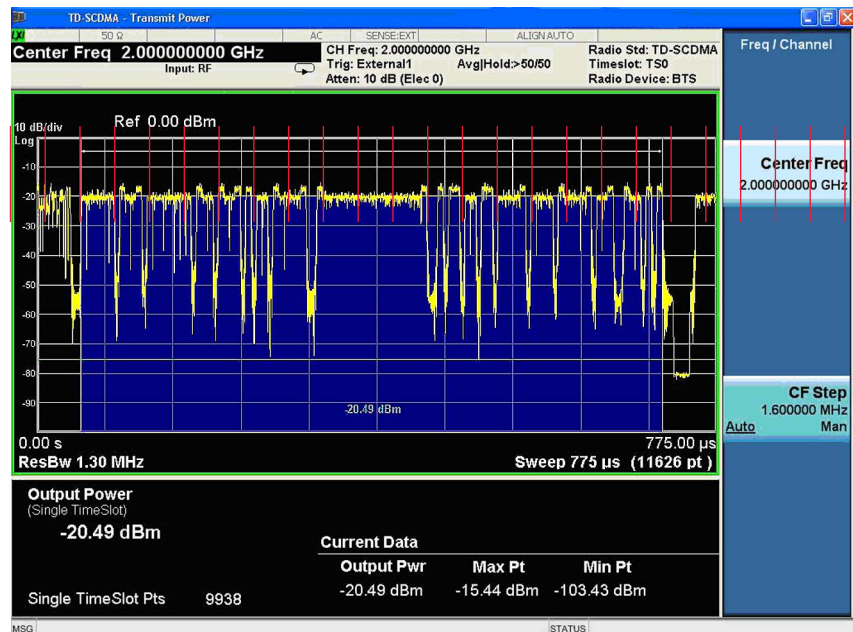 TD-SCDMA - Transmit Power
50 Ω AC SENSE:EXT ALIGN AUTO
Center Freq 2.000000000 GHz
Input: RF
CH Freq: 2.000000000 GHz
Trig: External1 Avg|Hold:>50/50
Atten: 10 dB (Elec 0)
Radio Std: TD-SCDMA
Timeslot: TS0
Radio Device: BTS
Freq / Channel
10 dB/div Ref 0.00 dBm
Log
-10
-20
-30
-40
-50
-60
-70
-80
-90
-20.49 dBm
Center Freq
2.000000000 GHz
CF Step
1.600000 MHz
Auto Man
0.00 s 775.00 µs
ResBw 1.30 MHz Sweep 775 µs (11626 pt)
Output Power
(Single TimeSlot)
-20.49 dBm
Current Data
Output Pwr Max Pt Min Pt
-20.49 dBm -15.44 dBm -103.43 dBm
Single TimeSlot Pts 9938
MSG STATUS